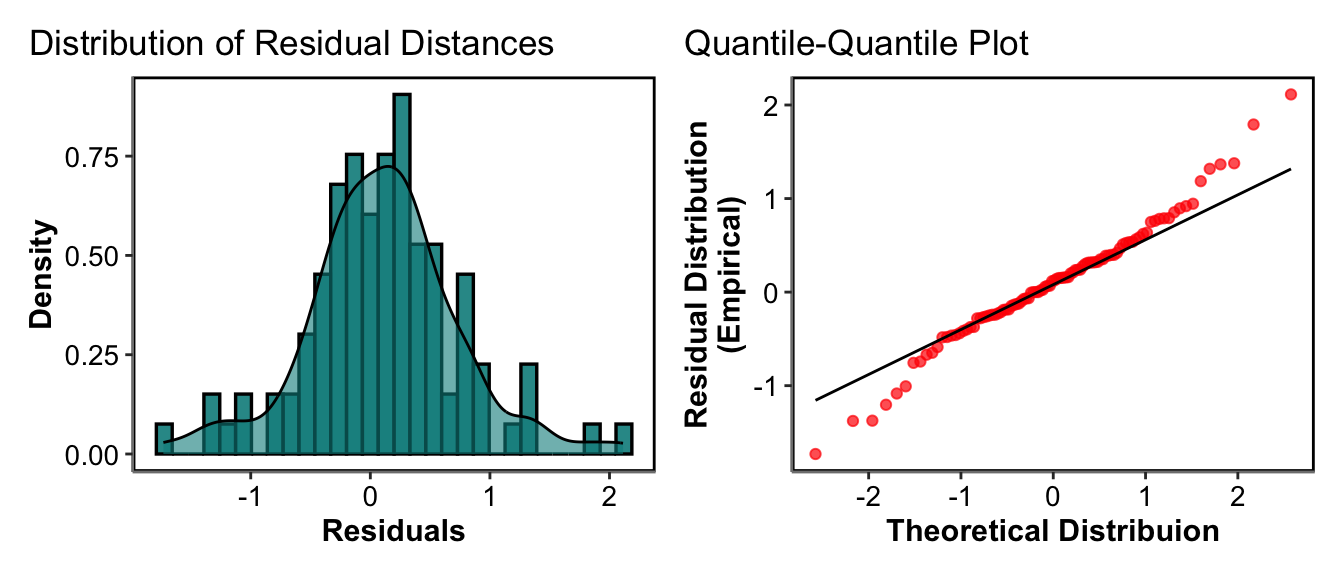 Distribution of Residual Distances
0.75
0.50
0.25
0.00
Density
-1 0 1 2
Residuals
Quantile-Quantile Plot
2
1
0
-1
Residual Distribution
(Empirical)
-2 -1 0 1 2
Theoretical Distribuion